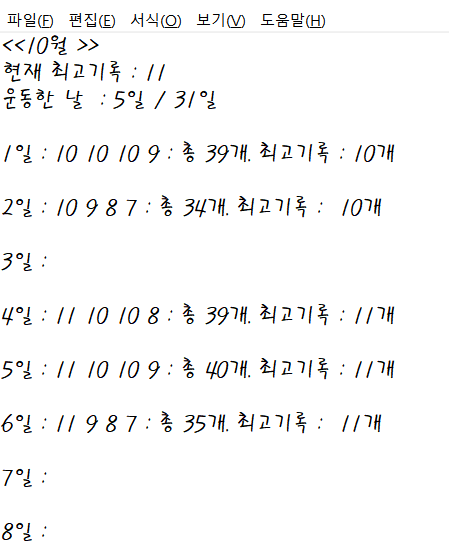 파일(F) 편집(E) 서식(O) 보기(V) 도움말(H)
<<10월 >>
현재 최고기록 : 11
운동한 날  : 5일 / 31일
1일 : 10 10 10 9 : 총 39개. 최고기록 : 10개
2일 : 10 9 8 7 : 총 34개. 최고기록 :  10개
3일 :
4일 : 11 10 10 8 : 총 39개. 최고기록 : 11개
5일 : 11 10 10 9 : 총 40개. 최고기록 : 11개
6일 : 11 9 8 7 : 총 35개. 최고기록 :  11개
7일 :
8일 :